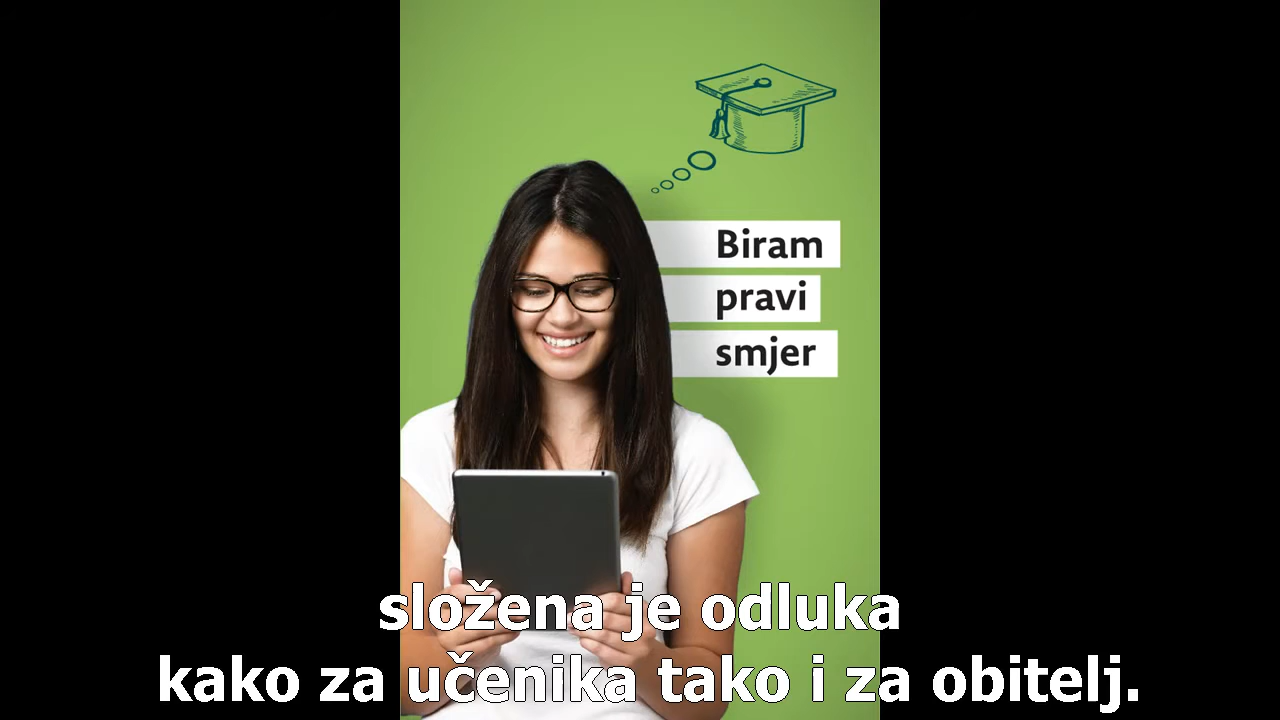 Biram
pravi
smjer
složena je odluka
kako za učenika tako i za obitelj.